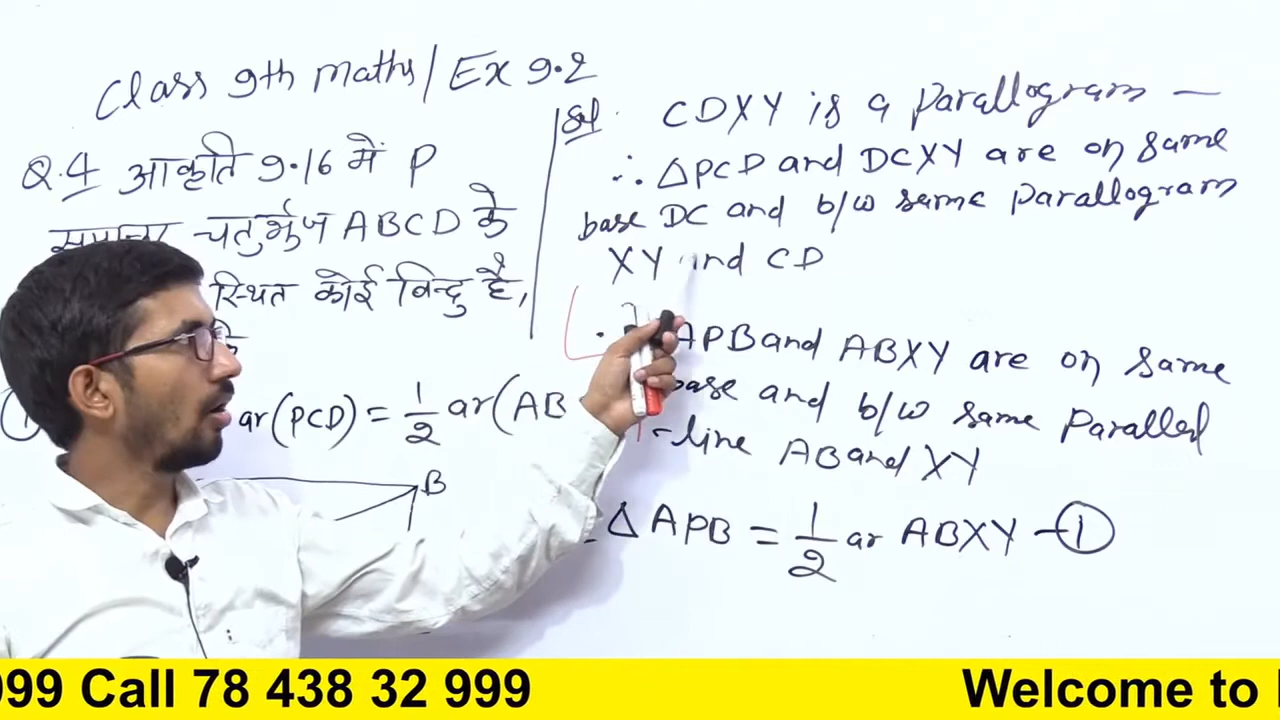 Class 9th maths / Ex 9.2
Q.4 आकृति 9.16 में P
चतुर्भुज ABCD के
स्थित कोई विन्दु है,
ar(PCD) = 1/2 ar(AB
B
Sol. CDXY is a Parallogram —
∴ △PCD and DCXY are on same
base DC and b/w same Parallogram
XY and CD
APB and ABXY are on same
base and b/w same Paralled
-line AB and XY
△APB = 1/2 ar ABXY —①
999 Call 78 438 32 999
Welcome to